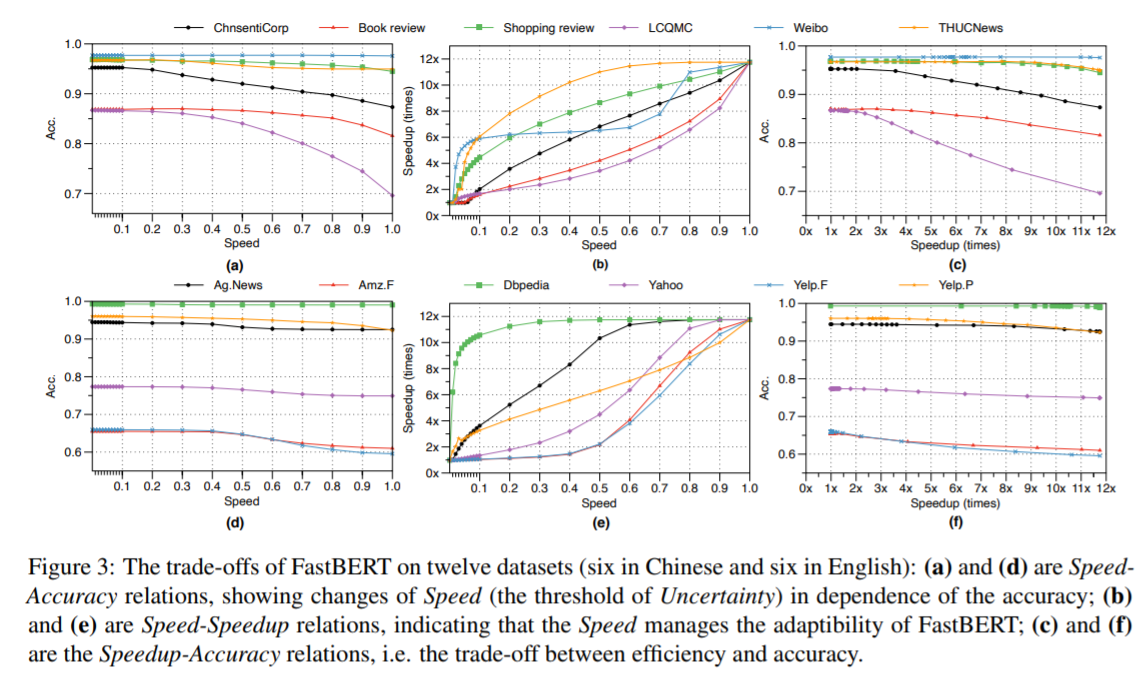 ChnsentiCorp Book review Shopping review LCQMC Weibo THUCNews
1.0
0.9
0.8
0.7
Acc.
0.1 0.2 0.3 0.4 0.5 0.6 0.7 0.8 0.9 1.0
Speed
(a)
12x
10x
8x
6x
4x
2x
0x
Speedup (times)
0.1 0.2 0.3 0.4 0.5 0.6 0.7 0.8 0.9 1.0
Speed
(b)
1.0
0.9
0.8
0.7
Acc.
0x 1x 2x 3x 4x 5x 6x 7x 8x 9x 10x 11x 12x
Speedup (times)
(c)
Ag.News Amz.F Dbpedia Yahoo Yelp.F Yelp.P
1.0
0.9
0.8
0.7
0.6
Acc.
0.1 0.2 0.3 0.4 0.5 0.6 0.7 0.8 0.9 1.0
Speed
(d)
12x
10x
8x
6x
4x
2x
0x
Speedup (times)
0.1 0.2 0.3 0.4 0.5 0.6 0.7 0.8 0.9 1.0
Speed
(e)
1.0
0.9
0.8
0.7
0.6
Acc.
0x 1x 2x 3x 4x 5x 6x 7x 8x 9x 10x 11x 12x
Speedup (times)
(f)
Figure 3: The trade-offs of FastBERT on twelve datasets (six in Chinese and six in English): (a) and (d) are Speed-
Accuracy relations, showing changes of Speed (the threshold of Uncertainty) in dependence of the accuracy; (b)
and (e) are Speed-Speedup relations, indicating that the Speed manages the adaptibility of FastBERT; (c) and (f)
are the Speedup-Accuracy relations, i.e. the trade-off between efficiency and accuracy.